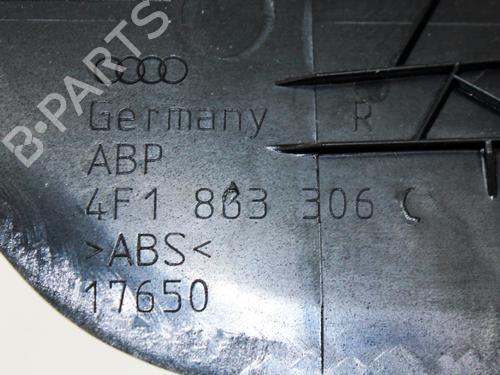 B-PARTS
Germany R
ABP
4F1 863 306 C
>ABS<
17650